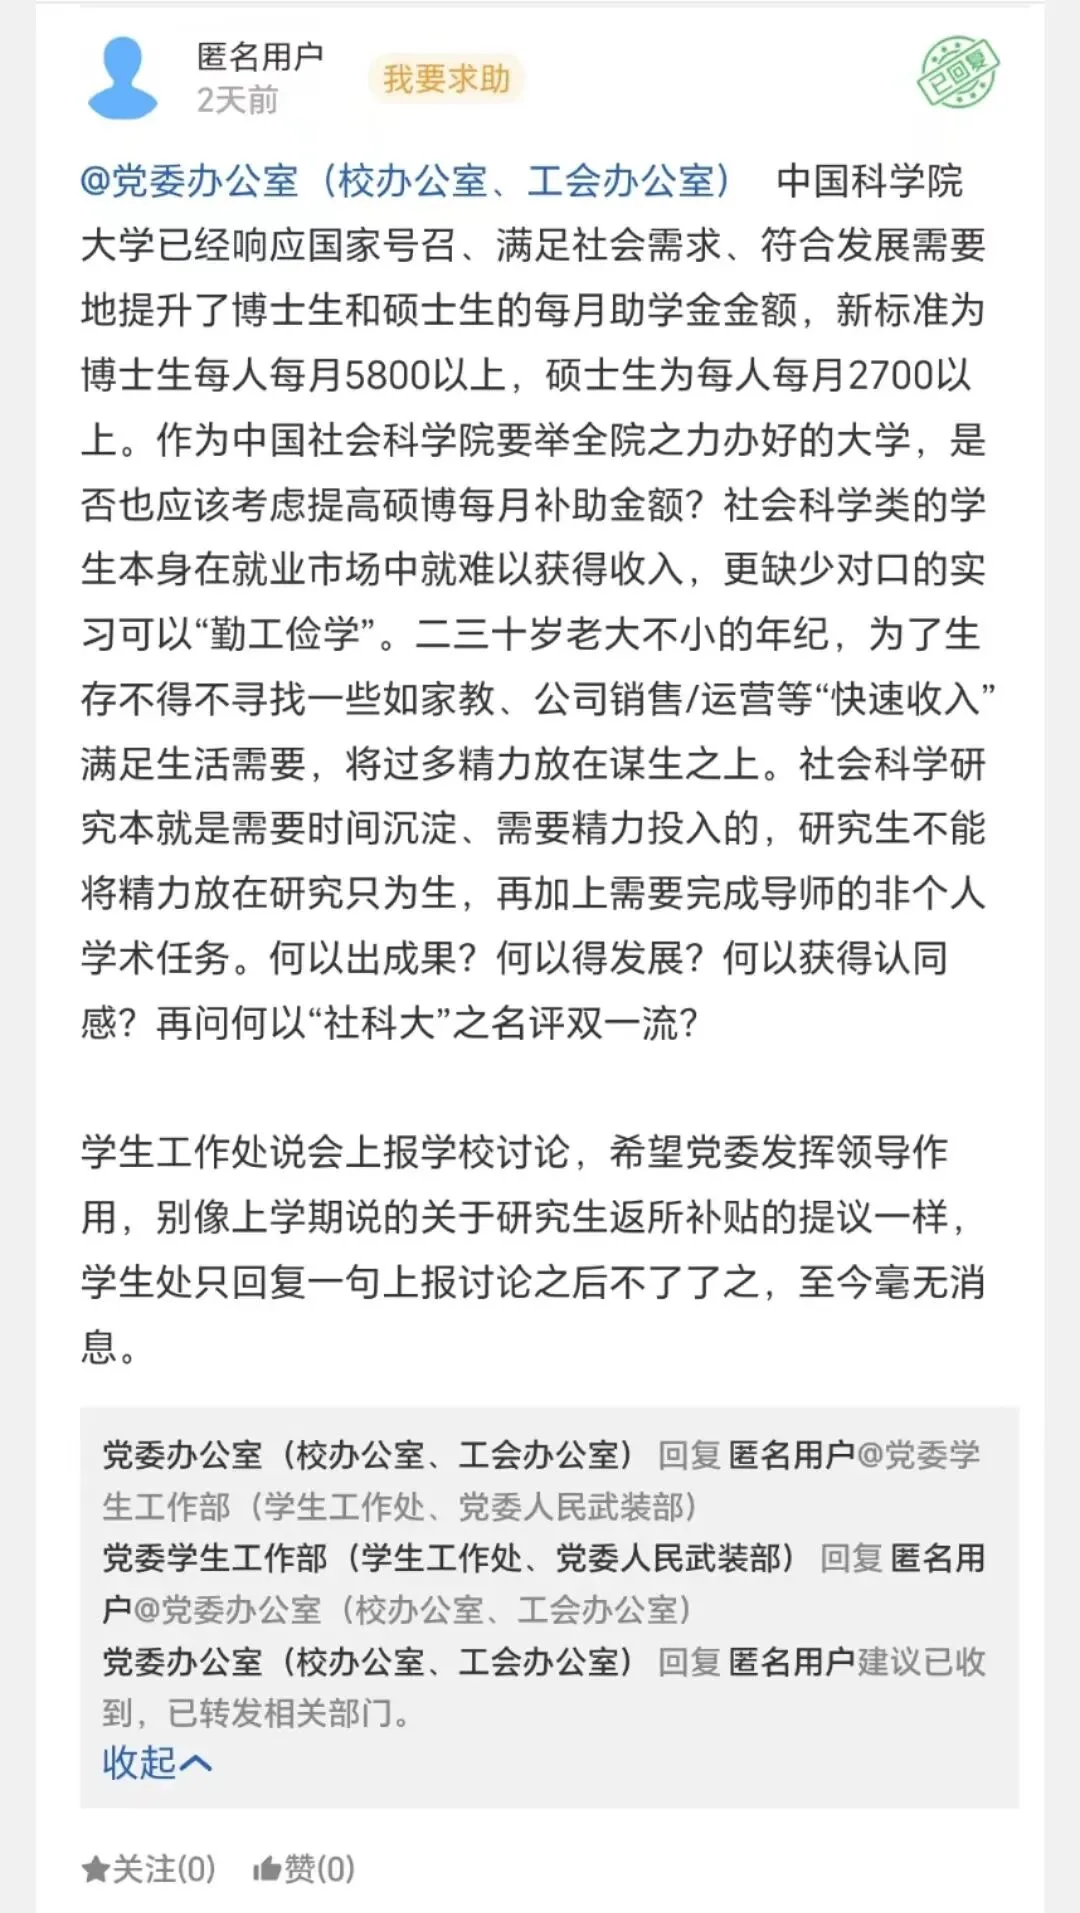 匿名用户
2天前
我要求助
已回复
@党委办公室（校办公室、工会办公室） 中国科学院
大学已经响应国家号召、满足社会需求、符合发展需要
地提升了博士生和硕士生的每月助学金金额，新标准为
博士生每人每月5800以上，硕士生为每人每月2700以
上。作为中国社会科学院要举全院之力办好的大学，是
否也应该考虑提高硕博每月补助金额？社会科学类的学
生本身在就业市场中就难以获得收入，更缺少对口的实
习可以“勤工俭学”。二三十岁老大不小的年纪，为了生
存不得不寻找一些如家教、公司销售/运营等“快速收入”
满足生活需要，将过多精力放在谋生之上。社会科学研
究本就是需要时间沉淀、需要精力投入的，研究生不能
将精力放在研究只为生，再加上需要完成导师的非个人
学术任务。何以出成果？何以得发展？何以获得认同
感？再问何以“社科大”之名评双一流？
学生工作处说会上报学校讨论，希望党委发挥领导作
用，别像上学期说的关于研究生返所补贴的提议一样，
学生处只回复一句上报讨论之后不了了之，至今毫无消
息。
党委办公室（校办公室、工会办公室） 回复 匿名用户@党委学
生工作部（学生工作处、党委人民武装部）
党委学生工作部（学生工作处、党委人民武装部） 回复 匿名用
户@党委办公室（校办公室、工会办公室）
党委办公室（校办公室、工会办公室） 回复 匿名用户建议已收
到，已转发相关部门。
收起
关注(0) 赞(0)